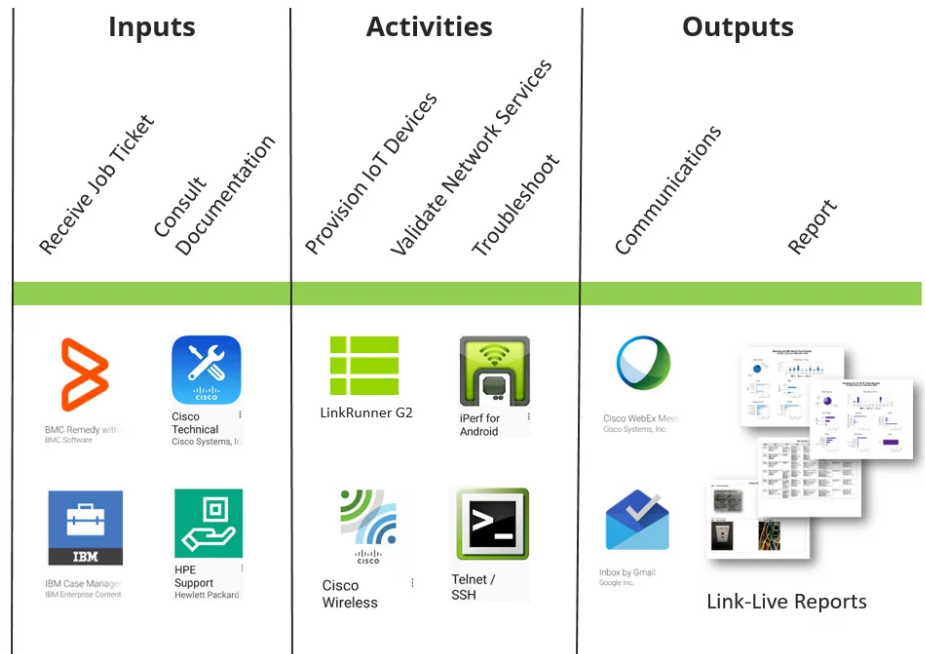 Inputs
Activities
Outputs
Receive Job Ticket
Consult
Documentation
Provision IoT Devices
Validate Network Services
Troubleshoot
Communications
Report
BMC Remedy with
BMC Software
Cisco
Technical
Cisco Systems, In
CISCO
LinkRunner G2
iPerf for
Android
Cisco WebEx Meet
Cisco Systems, Inc.
IBM
IBM Case Manager
IBM Enterprise Content
HPE
Support
Hewlett Packard
CISCO
Cisco
Wireless
>_
Telnet /
SSH
Inbox by Gmail
Google Inc.
Link-Live Reports